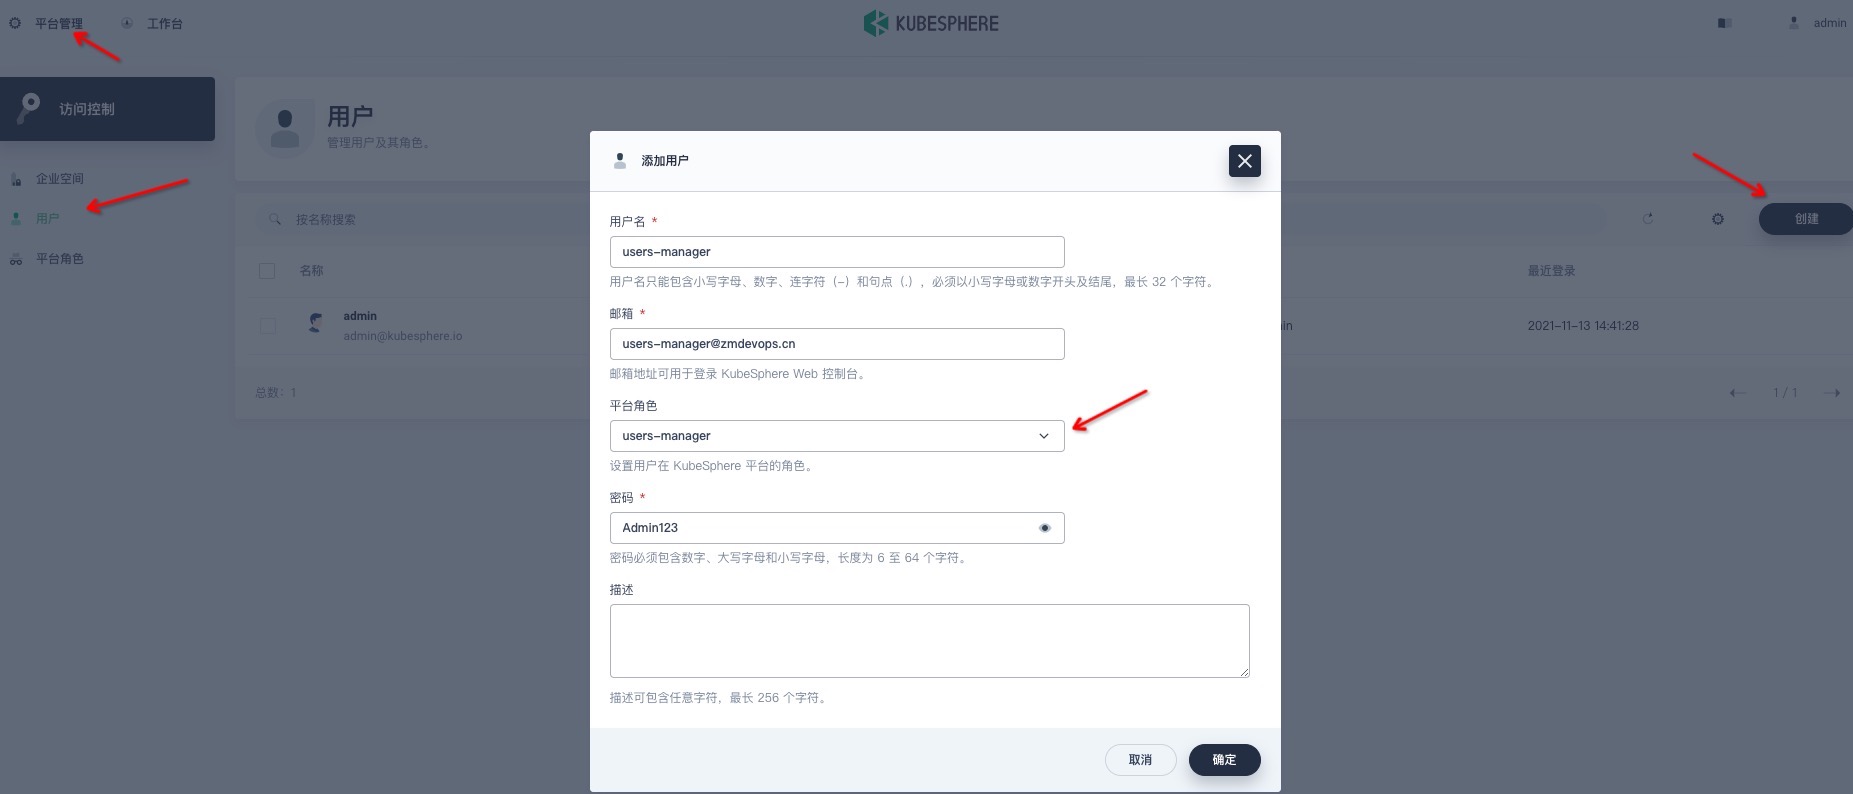 平台管理
工作台
KUBESPHERE
admin
访问控制
企业空间
用户
平台角色
用户
管理用户及其角色。
按名称搜索
创建
名称
最近登录
admin
admin@kubesphere.io
2021-11-13 14:41:28
总数：1
1 / 1
添加用户
用户名 *
users-manager
用户名只能包含小写字母、数字、连字符（-）和句点（.），必须以小写字母或数字开头及结尾，最长 32 个字符。
邮箱 *
users-manager@zmdevops.cn
邮箱地址可用于登录 KubeSphere Web 控制台。
平台角色
users-manager
设置用户在 KubeSphere 平台的角色。
密码 *
Admin123
密码必须包含数字、大写字母和小写字母，长度为 6 至 64 个字符。
描述
描述可包含任意字符，最长 256 个字符。
取消
确定